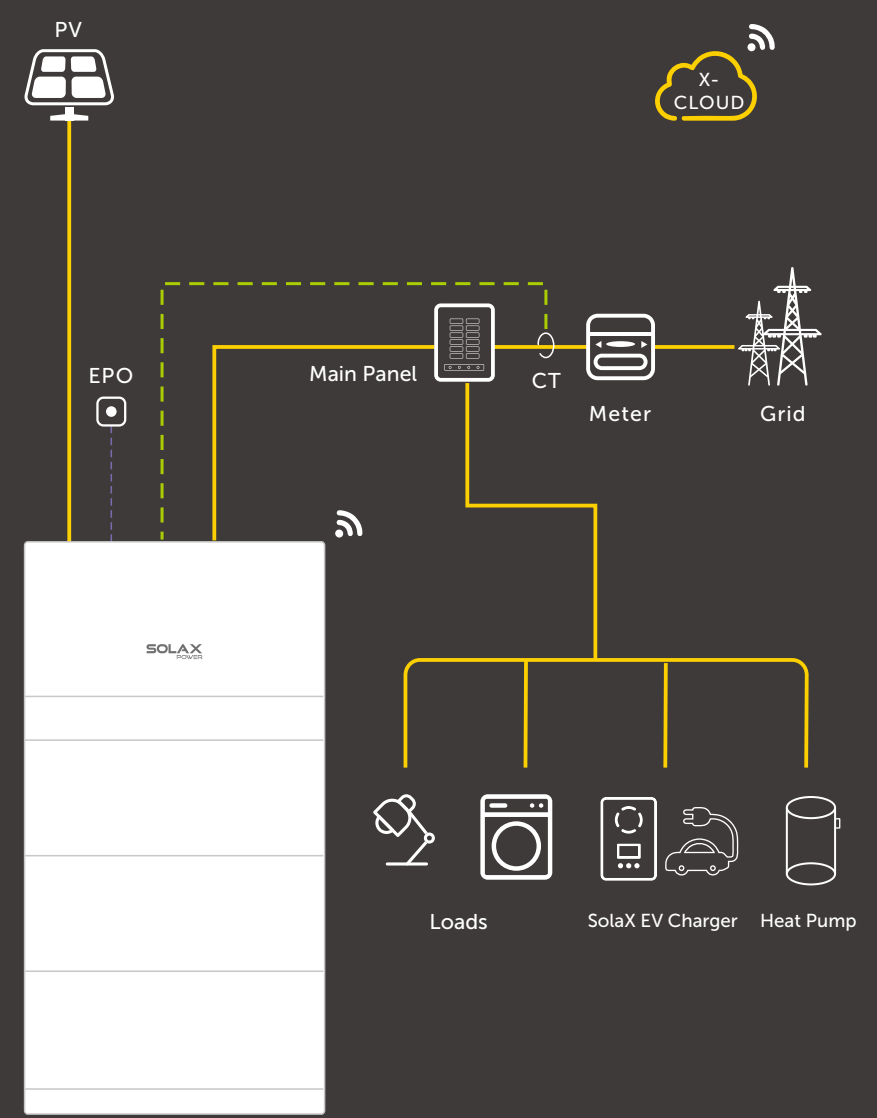 PV
X-
CLOUD
EPO
Main Panel
CT
Meter
Grid
SOLAX
POWER
Loads
SolaX EV Charger
Heat Pump